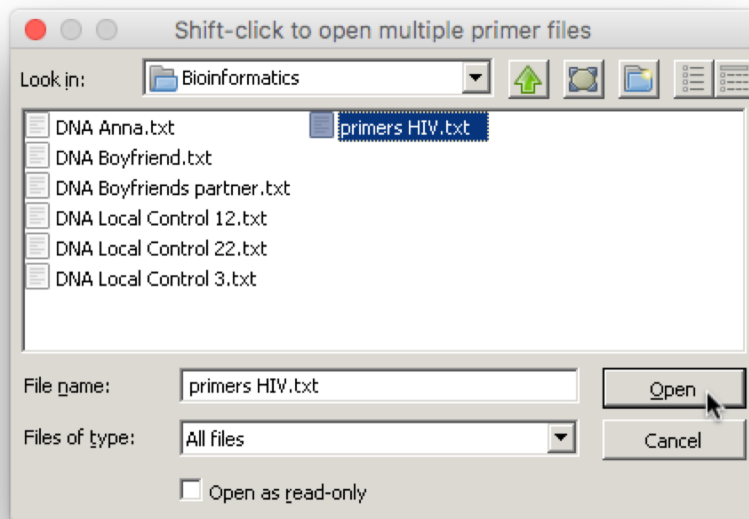 Shift-click to open multiple primer files
Look in:
Bioinformatics
DNA Anna.txt
DNA Boyfriend.txt
DNA Boyfriends partner.txt
DNA Local Control 12.txt
DNA Local Control 22.txt
DNA Local Control 3.txt
primers HIV.txt
File name:
primers HIV.txt
Open
Files of type:
All files
Cancel
Open as read-only